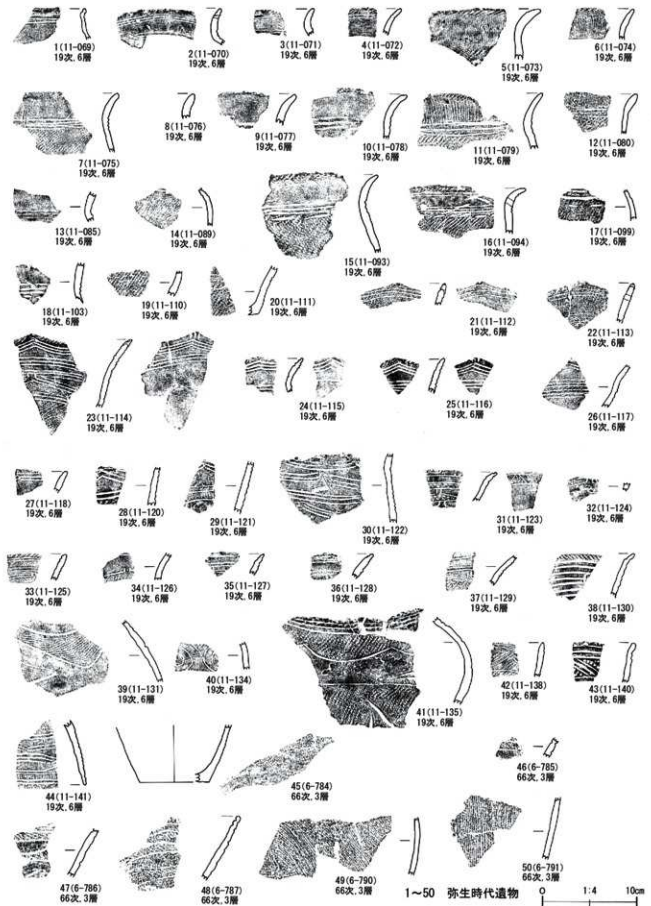 1(11-069)
19次, 6層
2(11-070)
19次, 6層
3(11-071)
19次, 6層
4(11-072)
19次, 6層
5(11-073)
19次, 6層
6(11-074)
19次, 6層
7(11-075)
19次, 6層
8(11-076)
19次, 6層
9(11-077)
19次, 6層
10(11-078)
19次, 6層
11(11-079)
19次, 6層
12(11-080)
19次, 6層
13(11-085)
19次, 6層
14(11-089)
19次, 6層
15(11-093)
19次, 6層
16(11-094)
19次, 6層
17(11-099)
19次, 6層
18(11-103)
19次, 6層
19(11-110)
19次, 6層
20(11-111)
19次, 6層
21(11-112)
19次, 6層
22(11-113)
19次, 6層
23(11-114)
19次, 6層
24(11-115)
19次, 6層
25(11-116)
19次, 6層
26(11-117)
19次, 6層
27(11-118)
19次, 6層
28(11-120)
19次, 6層
29(11-121)
19次, 6層
30(11-122)
19次, 6層
31(11-123)
19次, 6層
32(11-124)
19次, 6層
33(11-125)
19次, 6層
34(11-126)
19次, 6層
35(11-127)
19次, 6層
36(11-128)
19次, 6層
37(11-129)
19次, 6層
38(11-130)
19次, 6層
39(11-131)
19次, 6層
40(11-134)
19次, 6層
41(11-135)
19次, 6層
42(11-138)
19次, 6層
43(11-140)
19次, 6層
44(11-141)
19次, 6層
45(6-784)
66次, 3層
46(6-785)
66次, 3層
47(6-786)
66次, 3層
48(6-787)
66次, 3層
49(6-790)
66次, 3層
50(6-791)
66次, 3層
1～50 弥生時代遺物
0 1:4 10cm